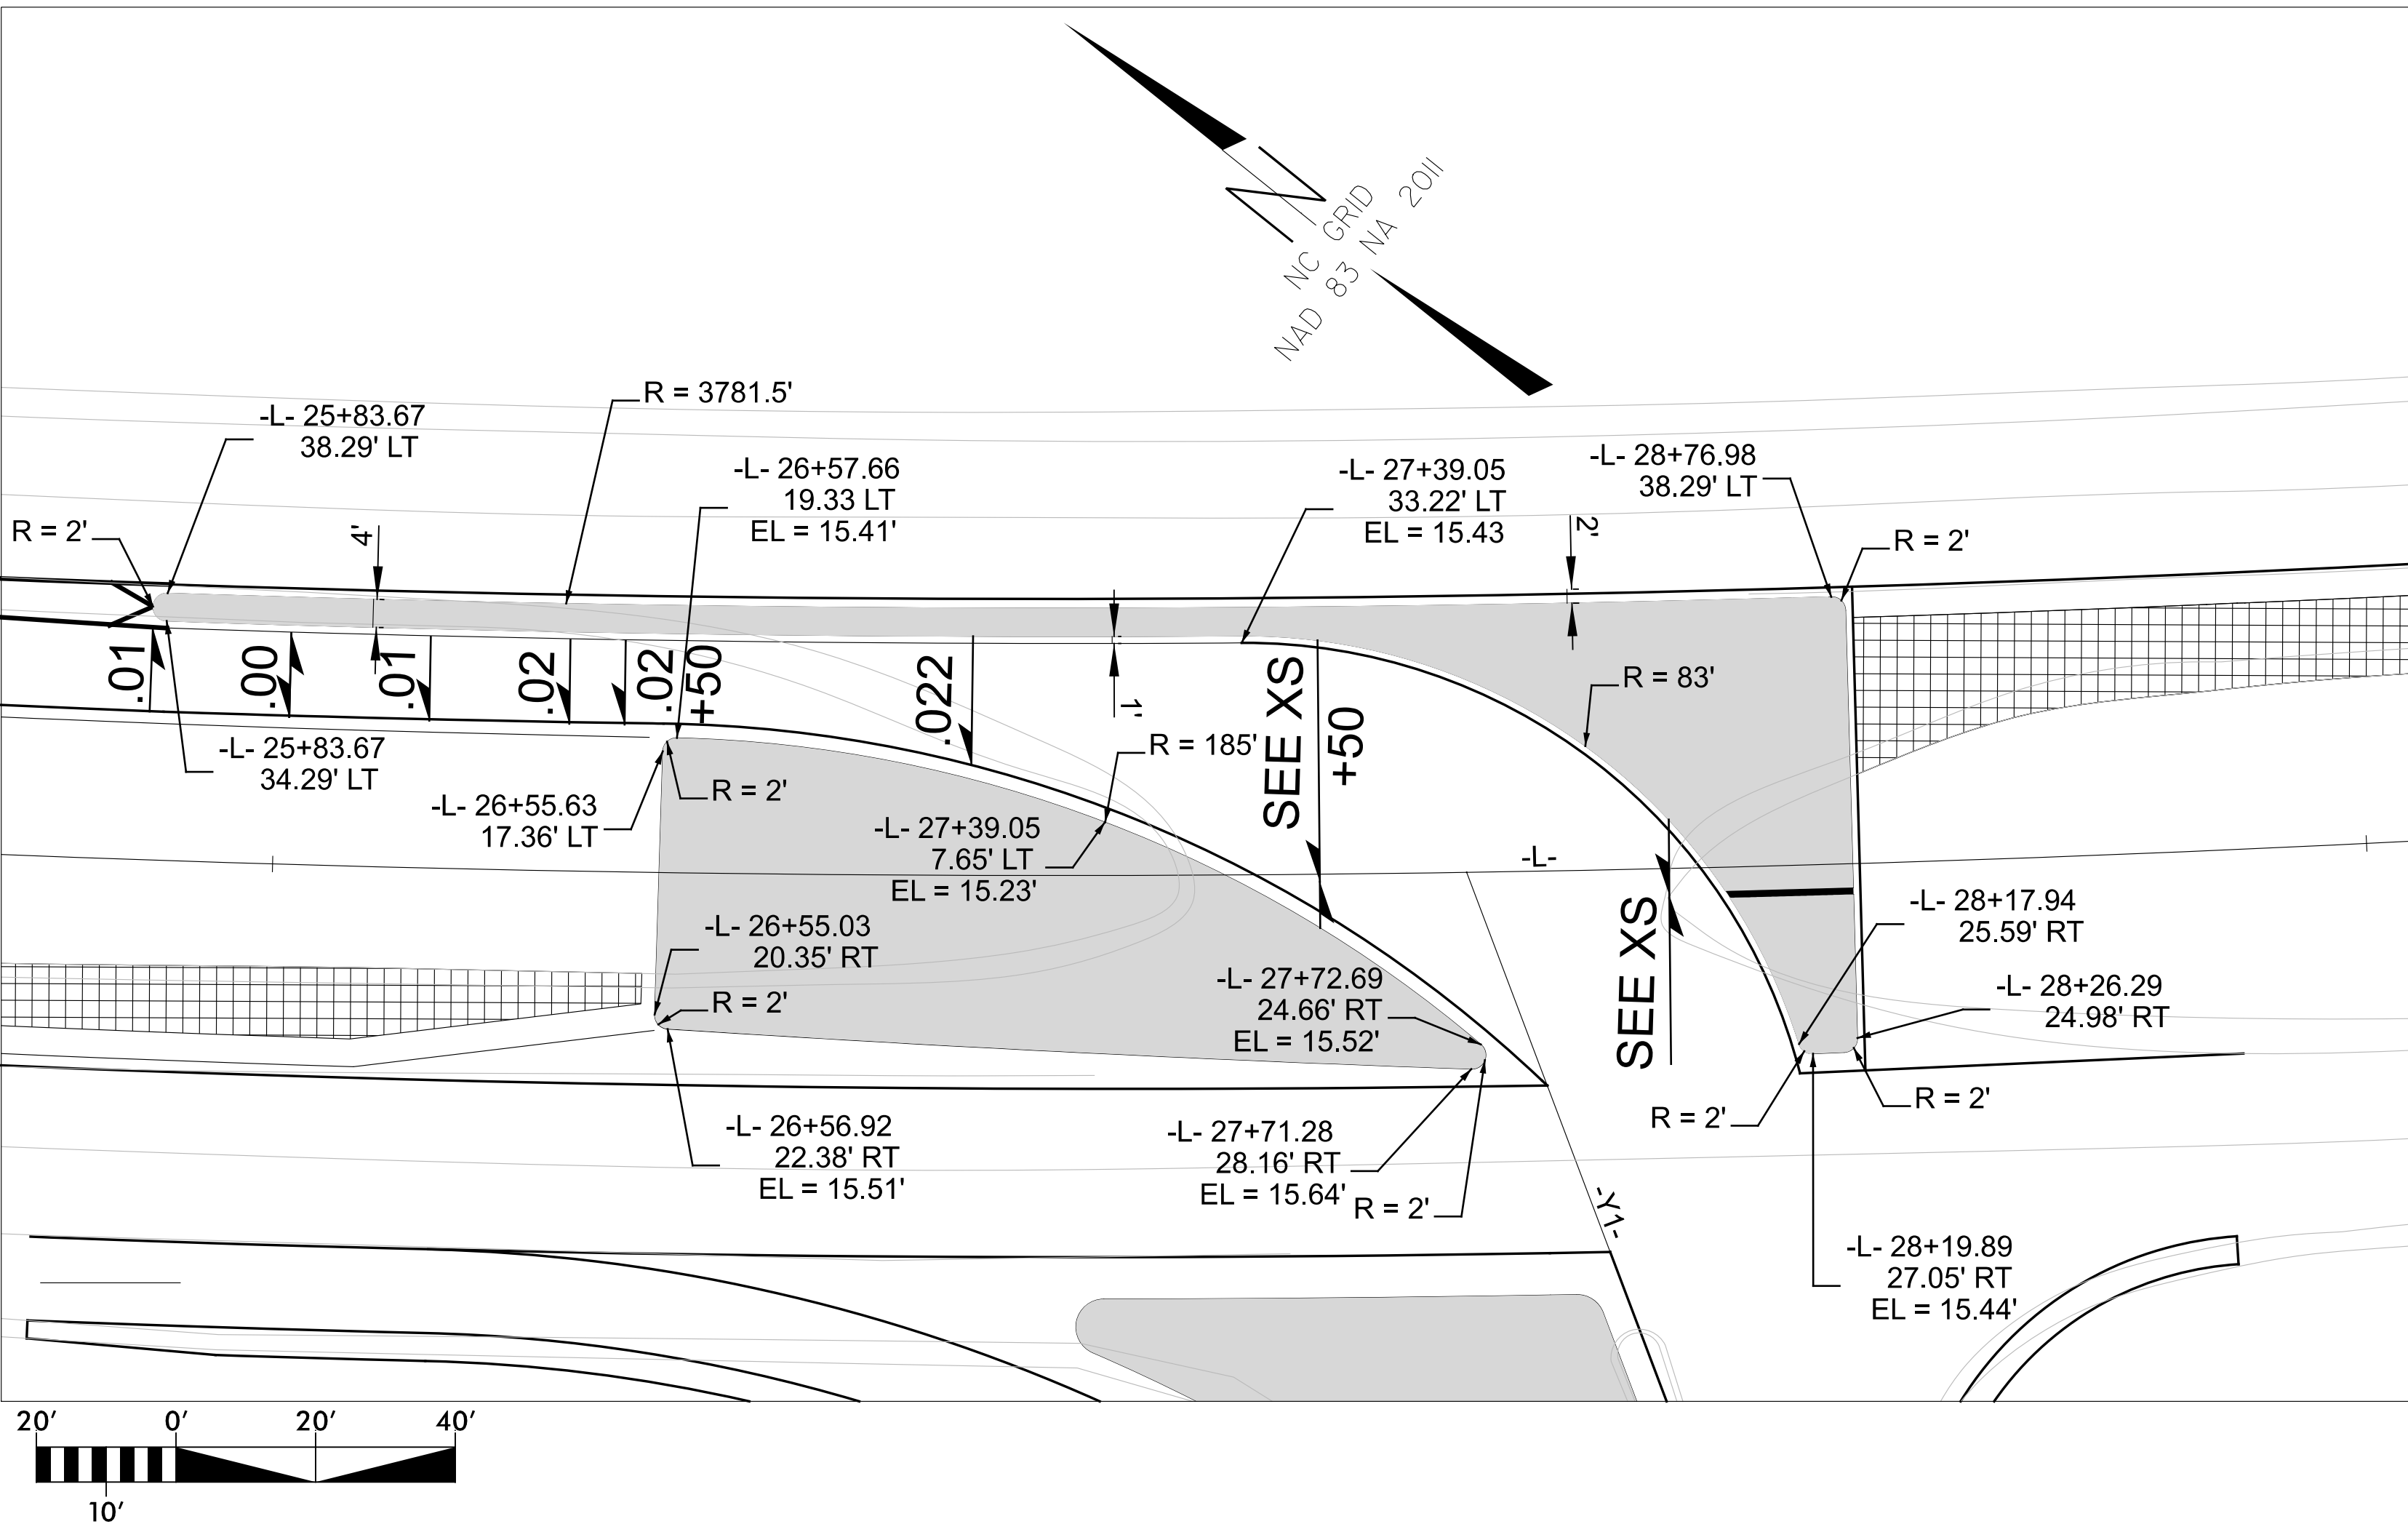 NC GRID
NAD 83 NA 2011
R = 3781.5'
-L- 25+83.67
38.29' LT
-L- 26+57.66
19.33 LT
EL = 15.41'
-L- 27+39.05
33.22' LT
EL = 15.43
-L- 28+76.98
38.29' LT
R = 2'
4'
2'
R = 2'
.01
.00
.01
.02
.02
+50
.022
1'
SEE XS
+50
R = 83'
-L- 25+83.67
34.29' LT
R = 2'
R = 185'
-L- 26+55.63
17.36' LT
-L- 27+39.05
7.65' LT
EL = 15.23'
-L-
SEE XS
-L- 26+55.03
20.35' RT
R = 2'
-L- 27+72.69
24.66' RT
EL = 15.52'
-L- 28+17.94
25.59' RT
-L- 28+26.29
24.98' RT
R = 2'
R = 2'
-L- 26+56.92
22.38' RT
EL = 15.51'
-L- 27+71.28
28.16' RT
EL = 15.64'
R = 2'
-Y1-
-L- 28+19.89
27.05' RT
EL = 15.44'
20' 0' 20' 40'
10'